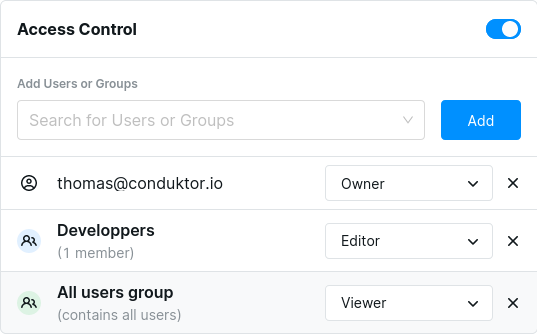 Access Control
Add Users or Groups
Search for Users or Groups
Add
thomas@conduktor.io
Owner
Developpers
(1 member)
Editor
All users group
(contains all users)
Viewer